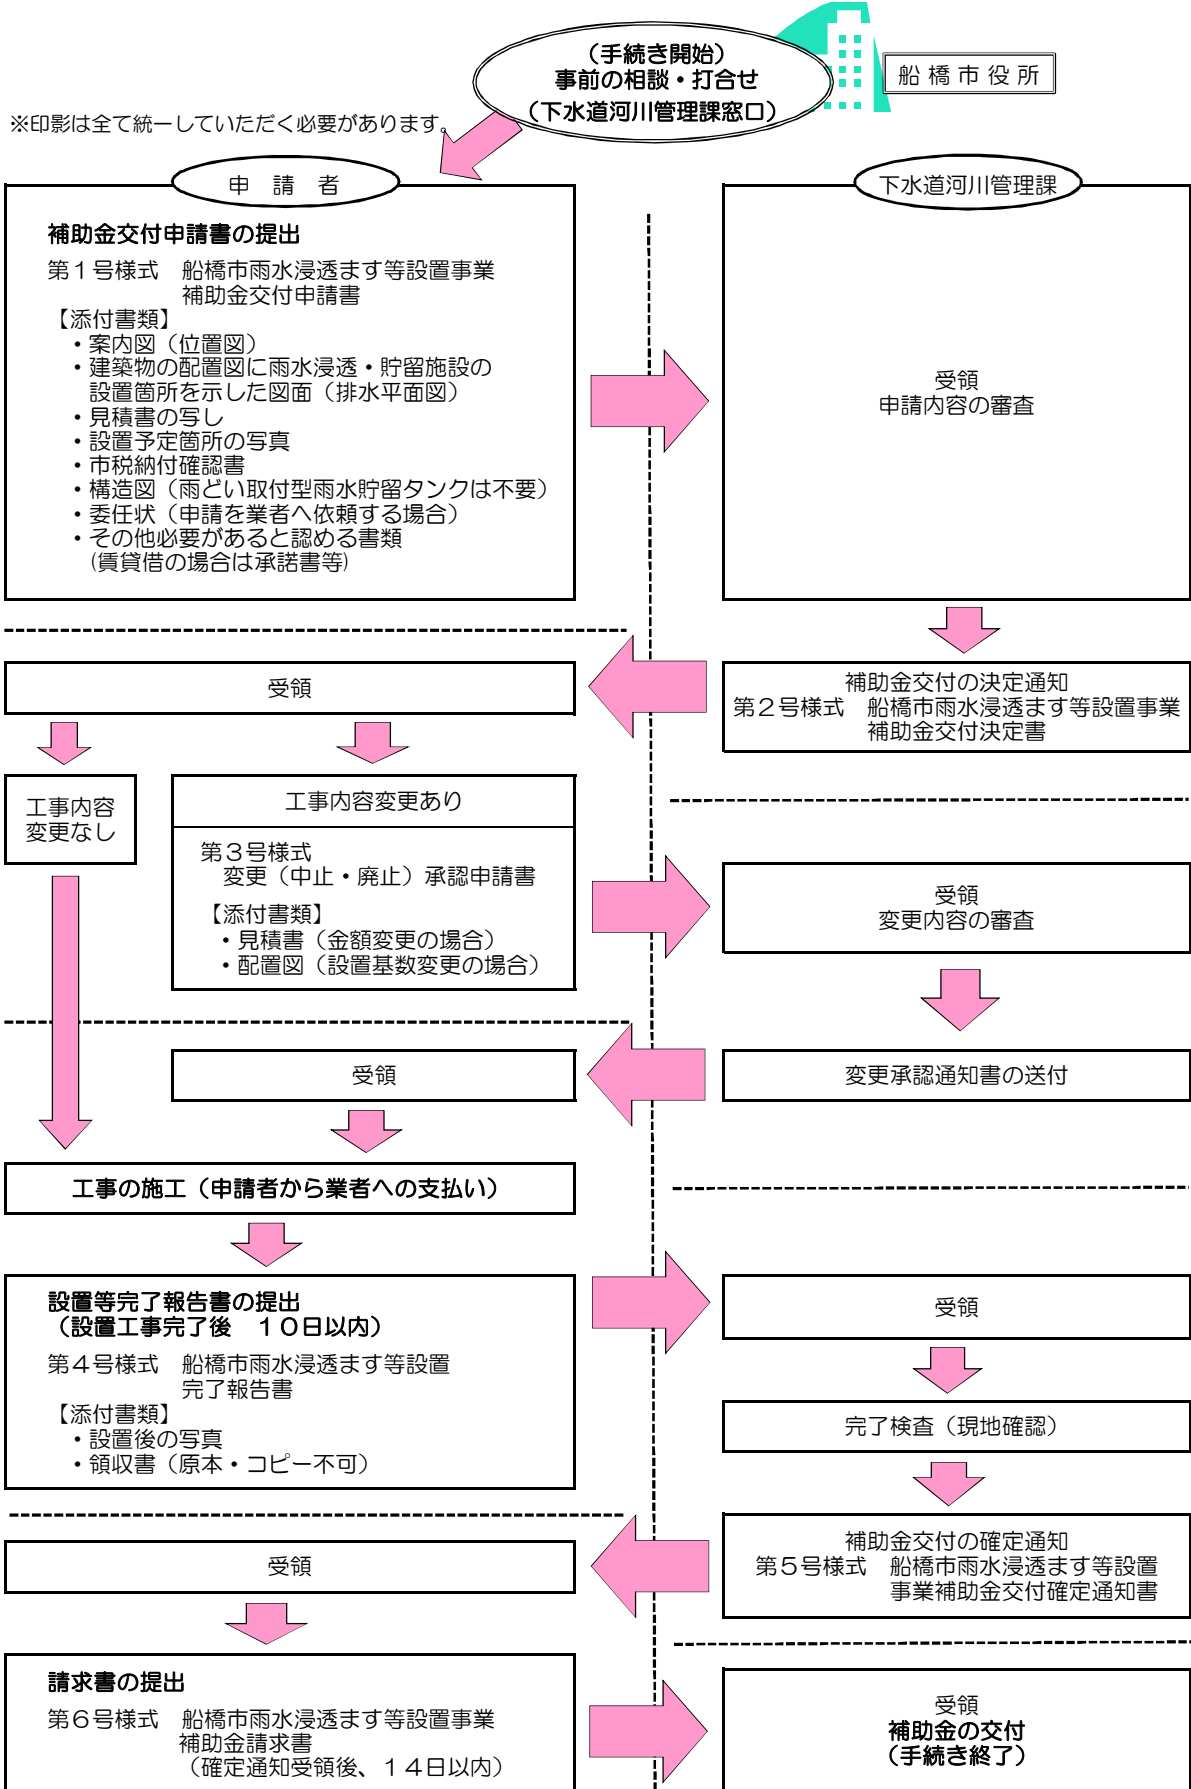 (手続き開始)
事前の相談・打合せ
(下水道河川管理課窓口)
船橋市役所
※印影は全て統一していただく必要があります。
申　請　者
下水道河川管理課
補助金交付申請書の提出
第１号様式　船橋市雨水浸透ます等設置事業
補助金交付申請書
【添付書類】
・案内図（位置図）
・建築物の配置図に雨水浸透・貯留施設の
設置箇所を示した図面（排水平面図）
・見積書の写し
・設置予定箇所の写真
・市税納付確認書
・構造図（雨どい取付型雨水貯留タンクは不要）
・委任状（申請を業者へ依頼する場合）
・その他必要があると認める書類
(賃貸借の場合は承諾書等)
受領
申請内容の審査
受領
補助金交付の決定通知
第２号様式　船橋市雨水浸透ます等設置事業
補助金交付決定書
工事内容
変更なし
工事内容変更あり
第３号様式
変更（中止・廃止）承認申請書
【添付書類】
・見積書（金額変更の場合）
・配置図（設置基数変更の場合）
受領
変更内容の審査
受領
変更承認通知書の送付
工事の施工（申請者から業者への支払い）
設置等完了報告書の提出
（設置工事完了後　１０日以内）
第４号様式　船橋市雨水浸透ます等設置
完了報告書
【添付書類】
・設置後の写真
・領収書（原本・コピー不可）
受領
完了検査（現地確認）
受領
補助金交付の確定通知
第５号様式　船橋市雨水浸透ます等設置
事業補助金交付確定通知書
請求書の提出
第６号様式　船橋市雨水浸透ます等設置事業
補助金請求書
（確定通知受領後、１４日以内）
受領
補助金の交付
（手続き終了）